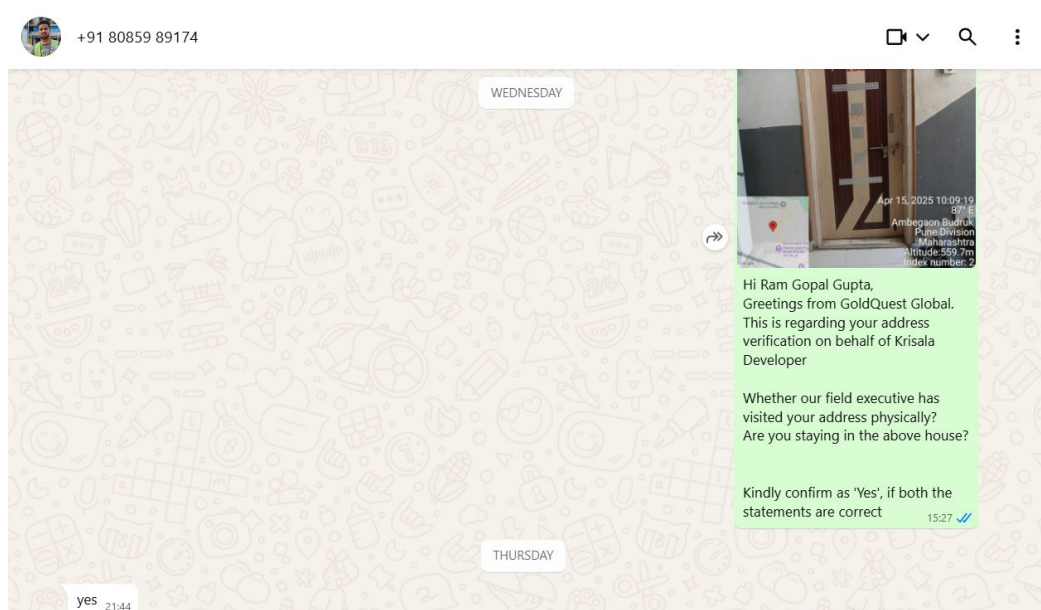 +91 80859 89174
WEDNESDAY
Apr 15, 2025 10:09:19
87° E
Ambegaon Budruk
Pune Division
Maharashtra
Altitude:559.7m
Index number: 2
Hi Ram Gopal Gupta,
Greetings from GoldQuest Global.
This is regarding your address
verification on behalf of Krisala
Developer
Whether our field executive has
visited your address physically?
Are you staying in the above house?
Kindly confirm as 'Yes', if both the
statements are correct
15:27
THURSDAY
yes 21:44